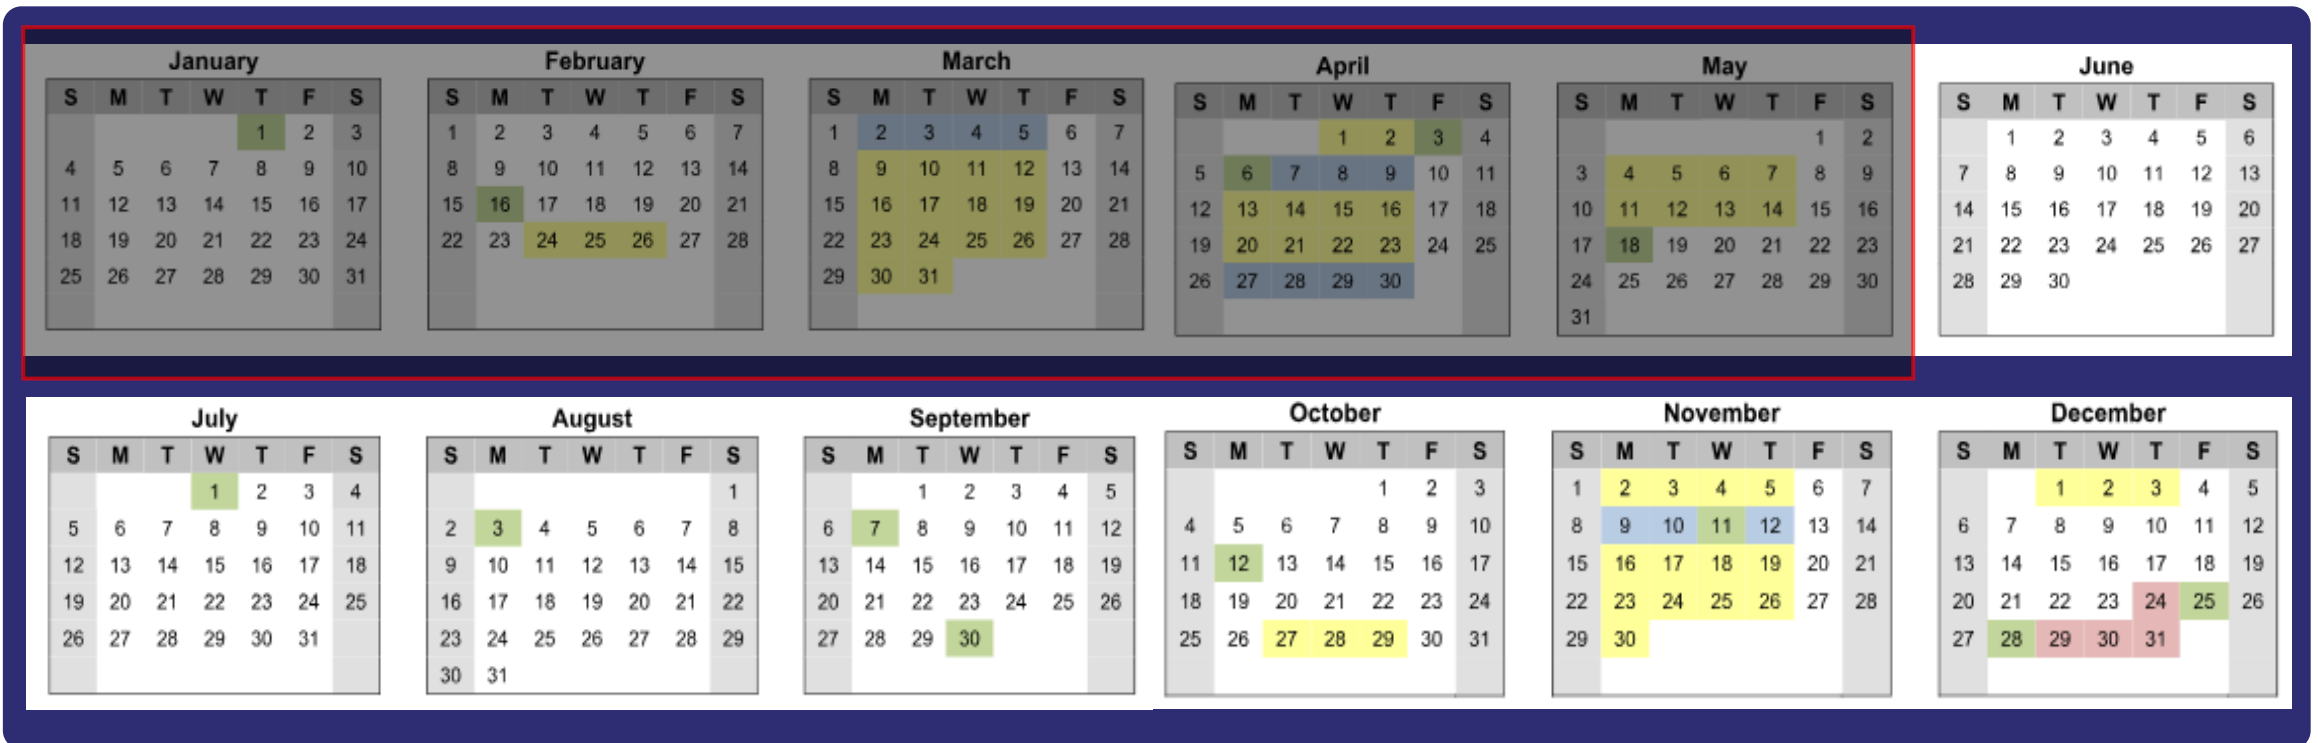 January February March April May June
S M T W T F S S M T W T F S S M T W T F S S M T W T F S S M T W T F S S M T W T F S
1 2 3 1 2 3 4 5 6 7 1 2 3 4 5 6 7 1 2 3 4 1 2 1 2 3 4 5 6
4 5 6 7 8 9 10 8 9 10 11 12 13 14 8 9 10 11 12 13 14 5 6 7 8 9 10 11 3 4 5 6 7 8 9 7 8 9 10 11 12 13
11 12 13 14 15 16 17 15 16 17 18 19 20 21 15 16 17 18 19 20 21 12 13 14 15 16 17 18 10 11 12 13 14 15 16 14 15 16 17 18 19 20
18 19 20 21 22 23 24 22 23 24 25 26 27 28 22 23 24 25 26 27 28 19 20 21 22 23 24 25 17 18 19 20 21 22 23 21 22 23 24 25 26 27
25 26 27 28 29 30 31 29 30 31 26 27 28 29 30 24 25 26 27 28 29 30 28 29 30
31
July August September October November December
S M T W T F S S M T W T F S S M T W T F S S M T W T F S S M T W T F S S M T W T F S
1 2 3 4 1 1 2 3 4 5 1 2 3 1 2 3 4 5 6 7 1 2 3 4 5
5 6 7 8 9 10 11 2 3 4 5 6 7 8 6 7 8 9 10 11 12 4 5 6 7 8 9 10 8 9 10 11 12 13 14 6 7 8 9 10 11 12
12 13 14 15 16 17 18 9 10 11 12 13 14 15 13 14 15 16 17 18 19 11 12 13 14 15 16 17 15 16 17 18 19 20 21 13 14 15 16 17 18 19
19 20 21 22 23 24 25 16 17 18 19 20 21 22 20 21 22 23 24 25 26 18 19 20 21 22 23 24 22 23 24 25 26 27 28 20 21 22 23 24 25 26
26 27 28 29 30 31 23 24 25 26 27 28 29 27 28 29 30 25 26 27 28 29 30 31 29 30 27 28 29 30 31
30 31